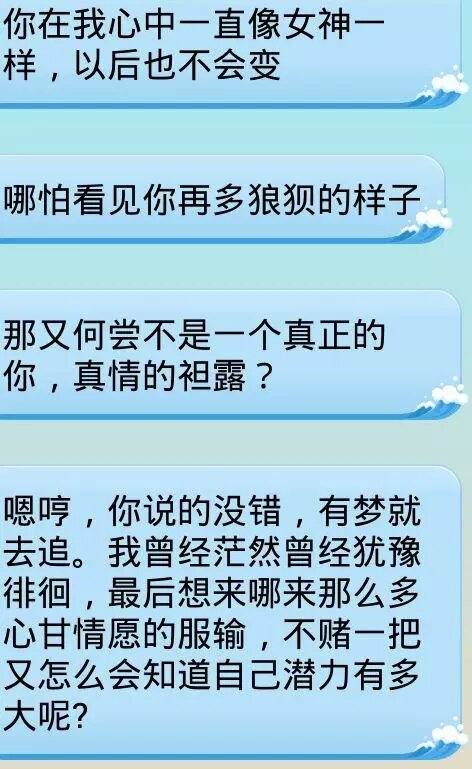 你在我心中一直像女神一
样，以后也不会变
哪怕看见你再多狼狈的样子
那又何尝不是一个真正的
你，真情的袒露？
嗯哼，你说的没错，有梦就
去追。我曾经茫然曾经犹豫
徘徊，最后想来哪来那么多
心甘情愿的服输，不赌一把
又怎么会知道自己潜力有多
大呢?